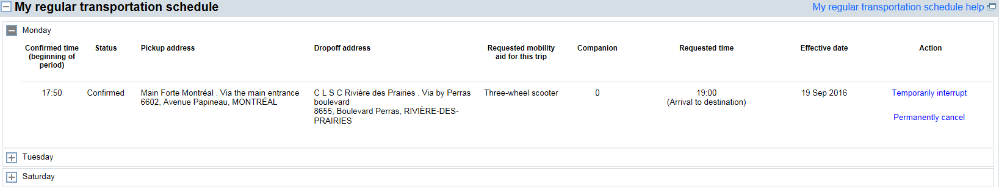 My regular transportation schedule
My regular transportation schedule help
Monday
Confirmed time (beginning of period)
Status
Pickup address
Dropoff address
Requested mobility aid for this trip
Companion
Requested time
Effective date
Action
17:50
Confirmed
Main Forte Montréal . Via the main entrance
6602, Avenue Papineau, MONTRÉAL
C L S C Rivière des Prairies . Via by Perras
boulevard
8655, Boulevard Perras, RIVIÈRE-DES-
PRAIRIES
Three-wheel scooter
0
19:00
(Arrival to destination)
19 Sep 2016
Temporarily interrupt
Permanently cancel
Tuesday
Saturday